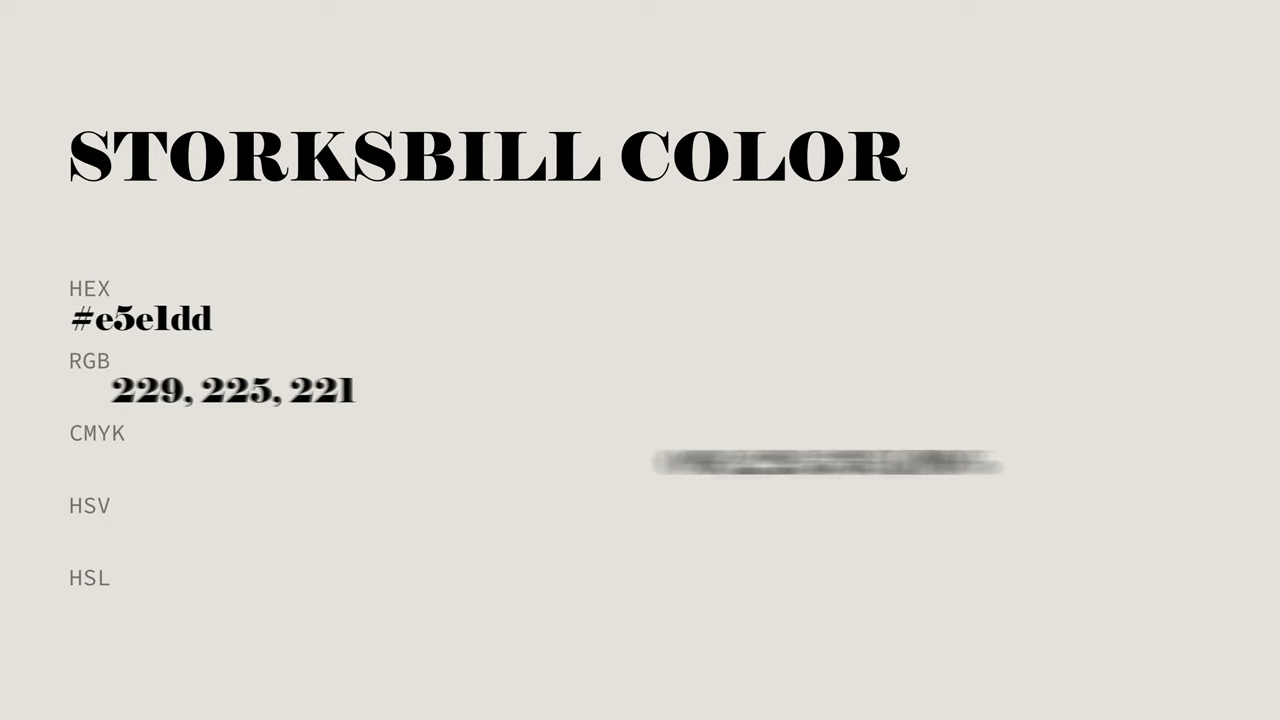 STORKSBILL COLOR
HEX
#e5e1dd
RGB
229, 225, 221
CMYK
HSV
HSL